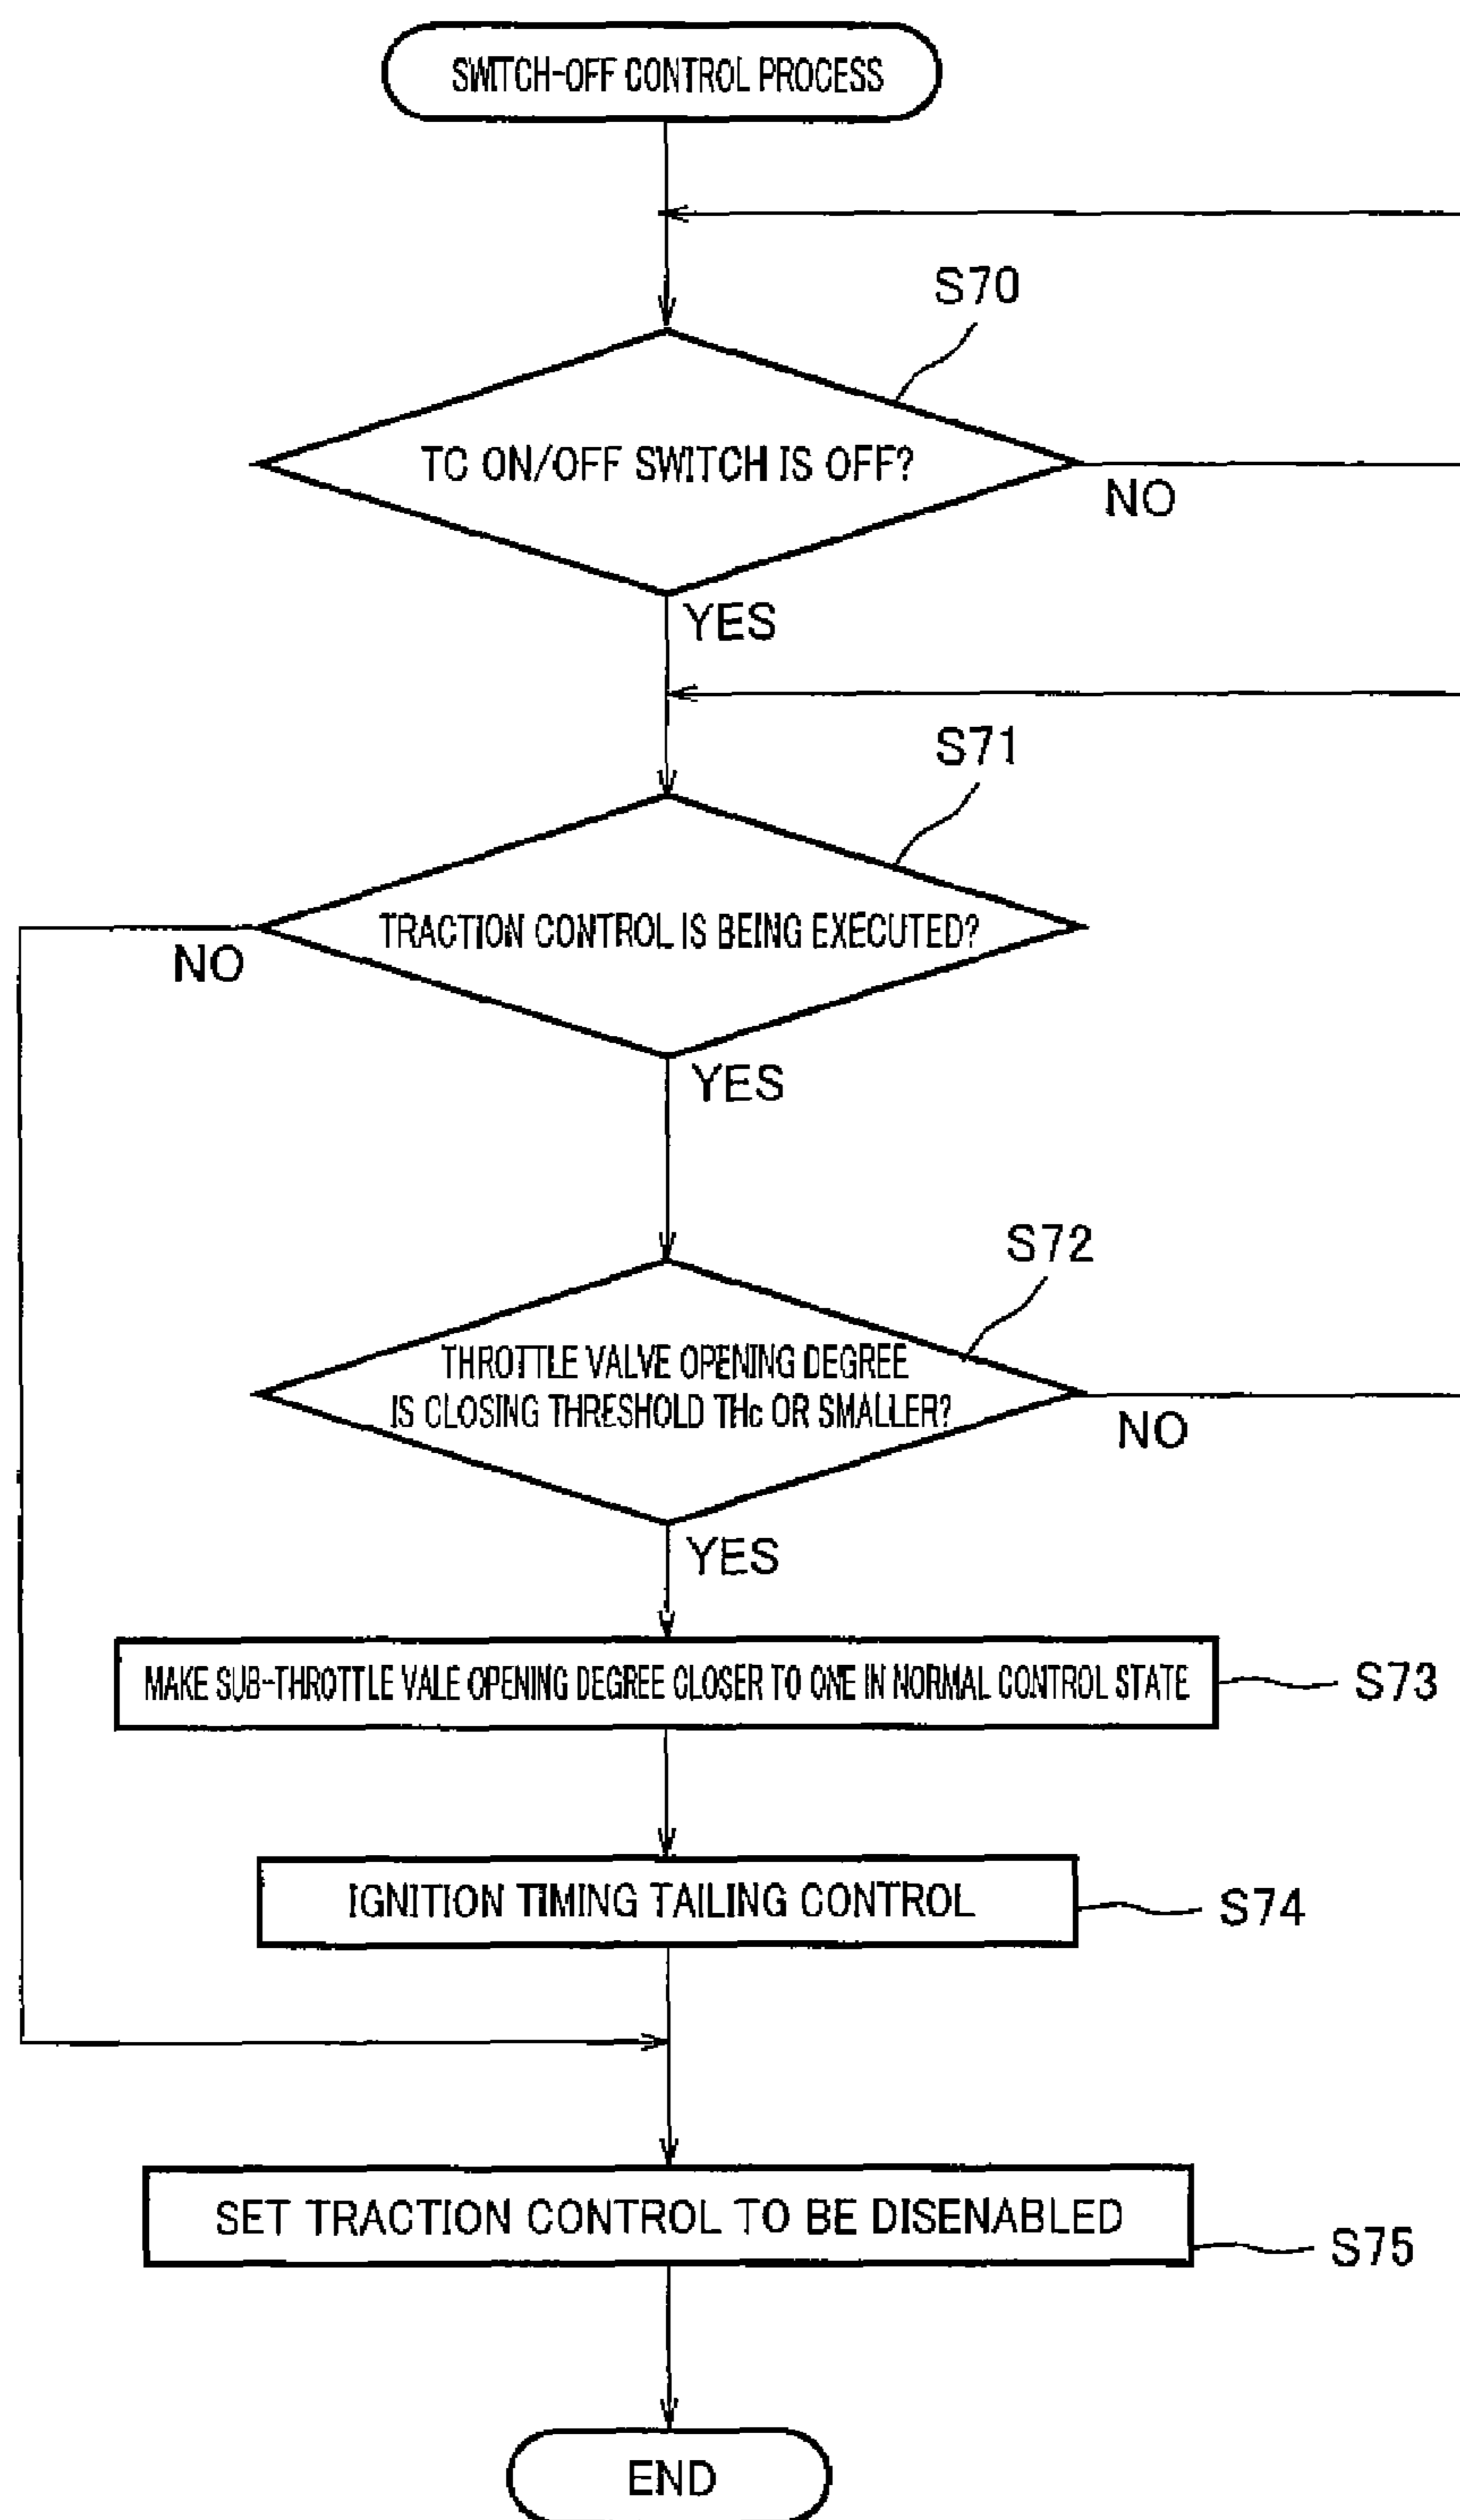 SWITCH-OFF CONTROL PROCESS
S70
TC ON/OFF SWITCH IS OFF?
NO
YES
S71
TRACTION CONTROL IS BEING EXECUTED?
NO
YES
S72
THROTTLE VALVE OPENING DEGREE
IS CLOSING THRESHOLD THc OR SMALLER?
NO
YES
MAKE SUB-THROTTLE VALE OPENING DEGREE CLOSER TO ONE IN NORMAL CONTROL STATE
S73
IGNITION TIMING TAILING CONTROL
S74
SET TRACTION CONTROL TO BE DISENABLED
S75
END